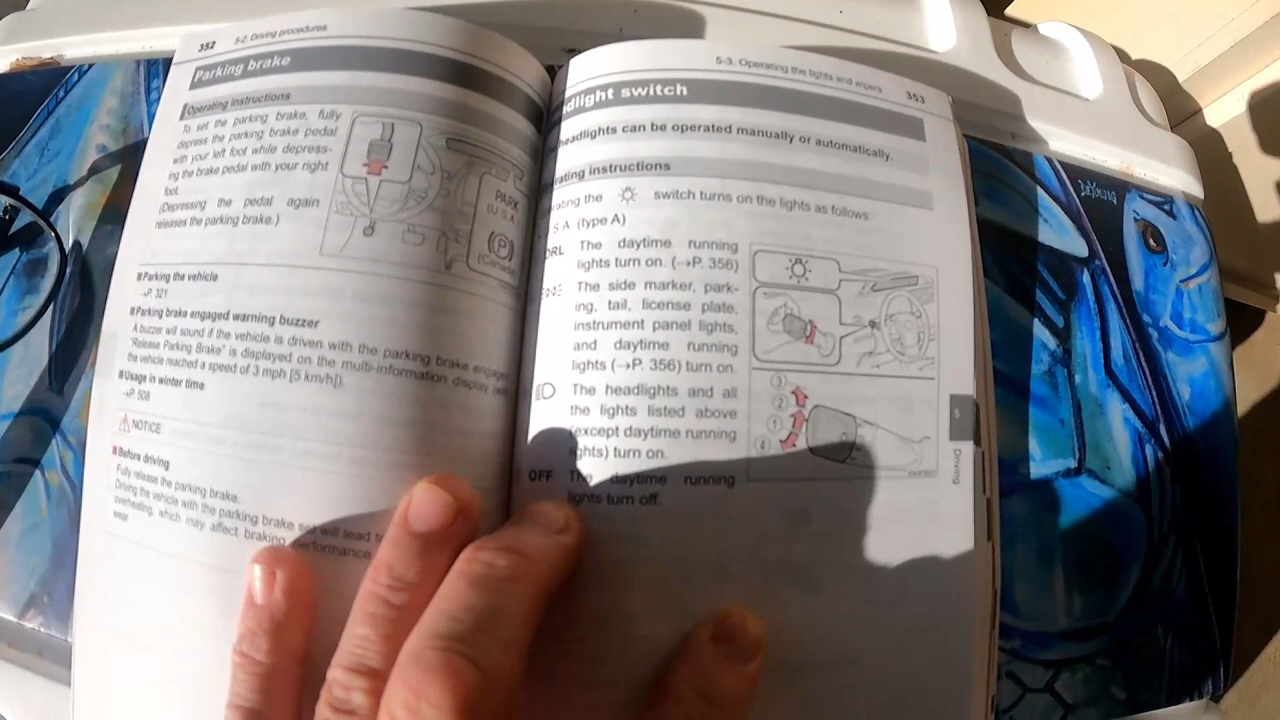 352 5-2. Driving procedures
Parking brake
Operating instructions
To set the parking brake, fully
depress the parking brake pedal
with your left foot while depress-
ing the brake pedal with your right
foot.
(Depressing the pedal again
releases the parking brake.)
PARK
(U.S.A.)
(P)
(Canada
■Parking the vehicle
→P. 321
■Parking brake engaged warning buzzer
A buzzer will sound if the vehicle is driven with the parking brake engage
"Release Parking Brake" is displayed on the multi-information display
the vehicle reached a speed of 3 mph [5 km/h]).
■Usage in winter time
→P. 508
NOTICE
■Before driving
Fully release the parking brake.
Driving the vehicle with the parking brake set will lead t
overheating, which may affect braking performance
wear.
5-3. Operating the lights and wipers 353
dlight switch
headlights can be operated manually or automatically.
rating instructions
ating the switch turns on the lights as follows
S.A (type A)
DRL The daytime running
lights turn on. (→P. 356)
The side marker, park-
ing, tail, license plate,
instrument panel lights,
and daytime running
lights (→P. 356) turn on.
The headlights and all
the lights listed above
(except daytime running
ights) turn on.
OFF The daytime running
lights turn off.
3
2
1
4
5
Driving
DeYoung